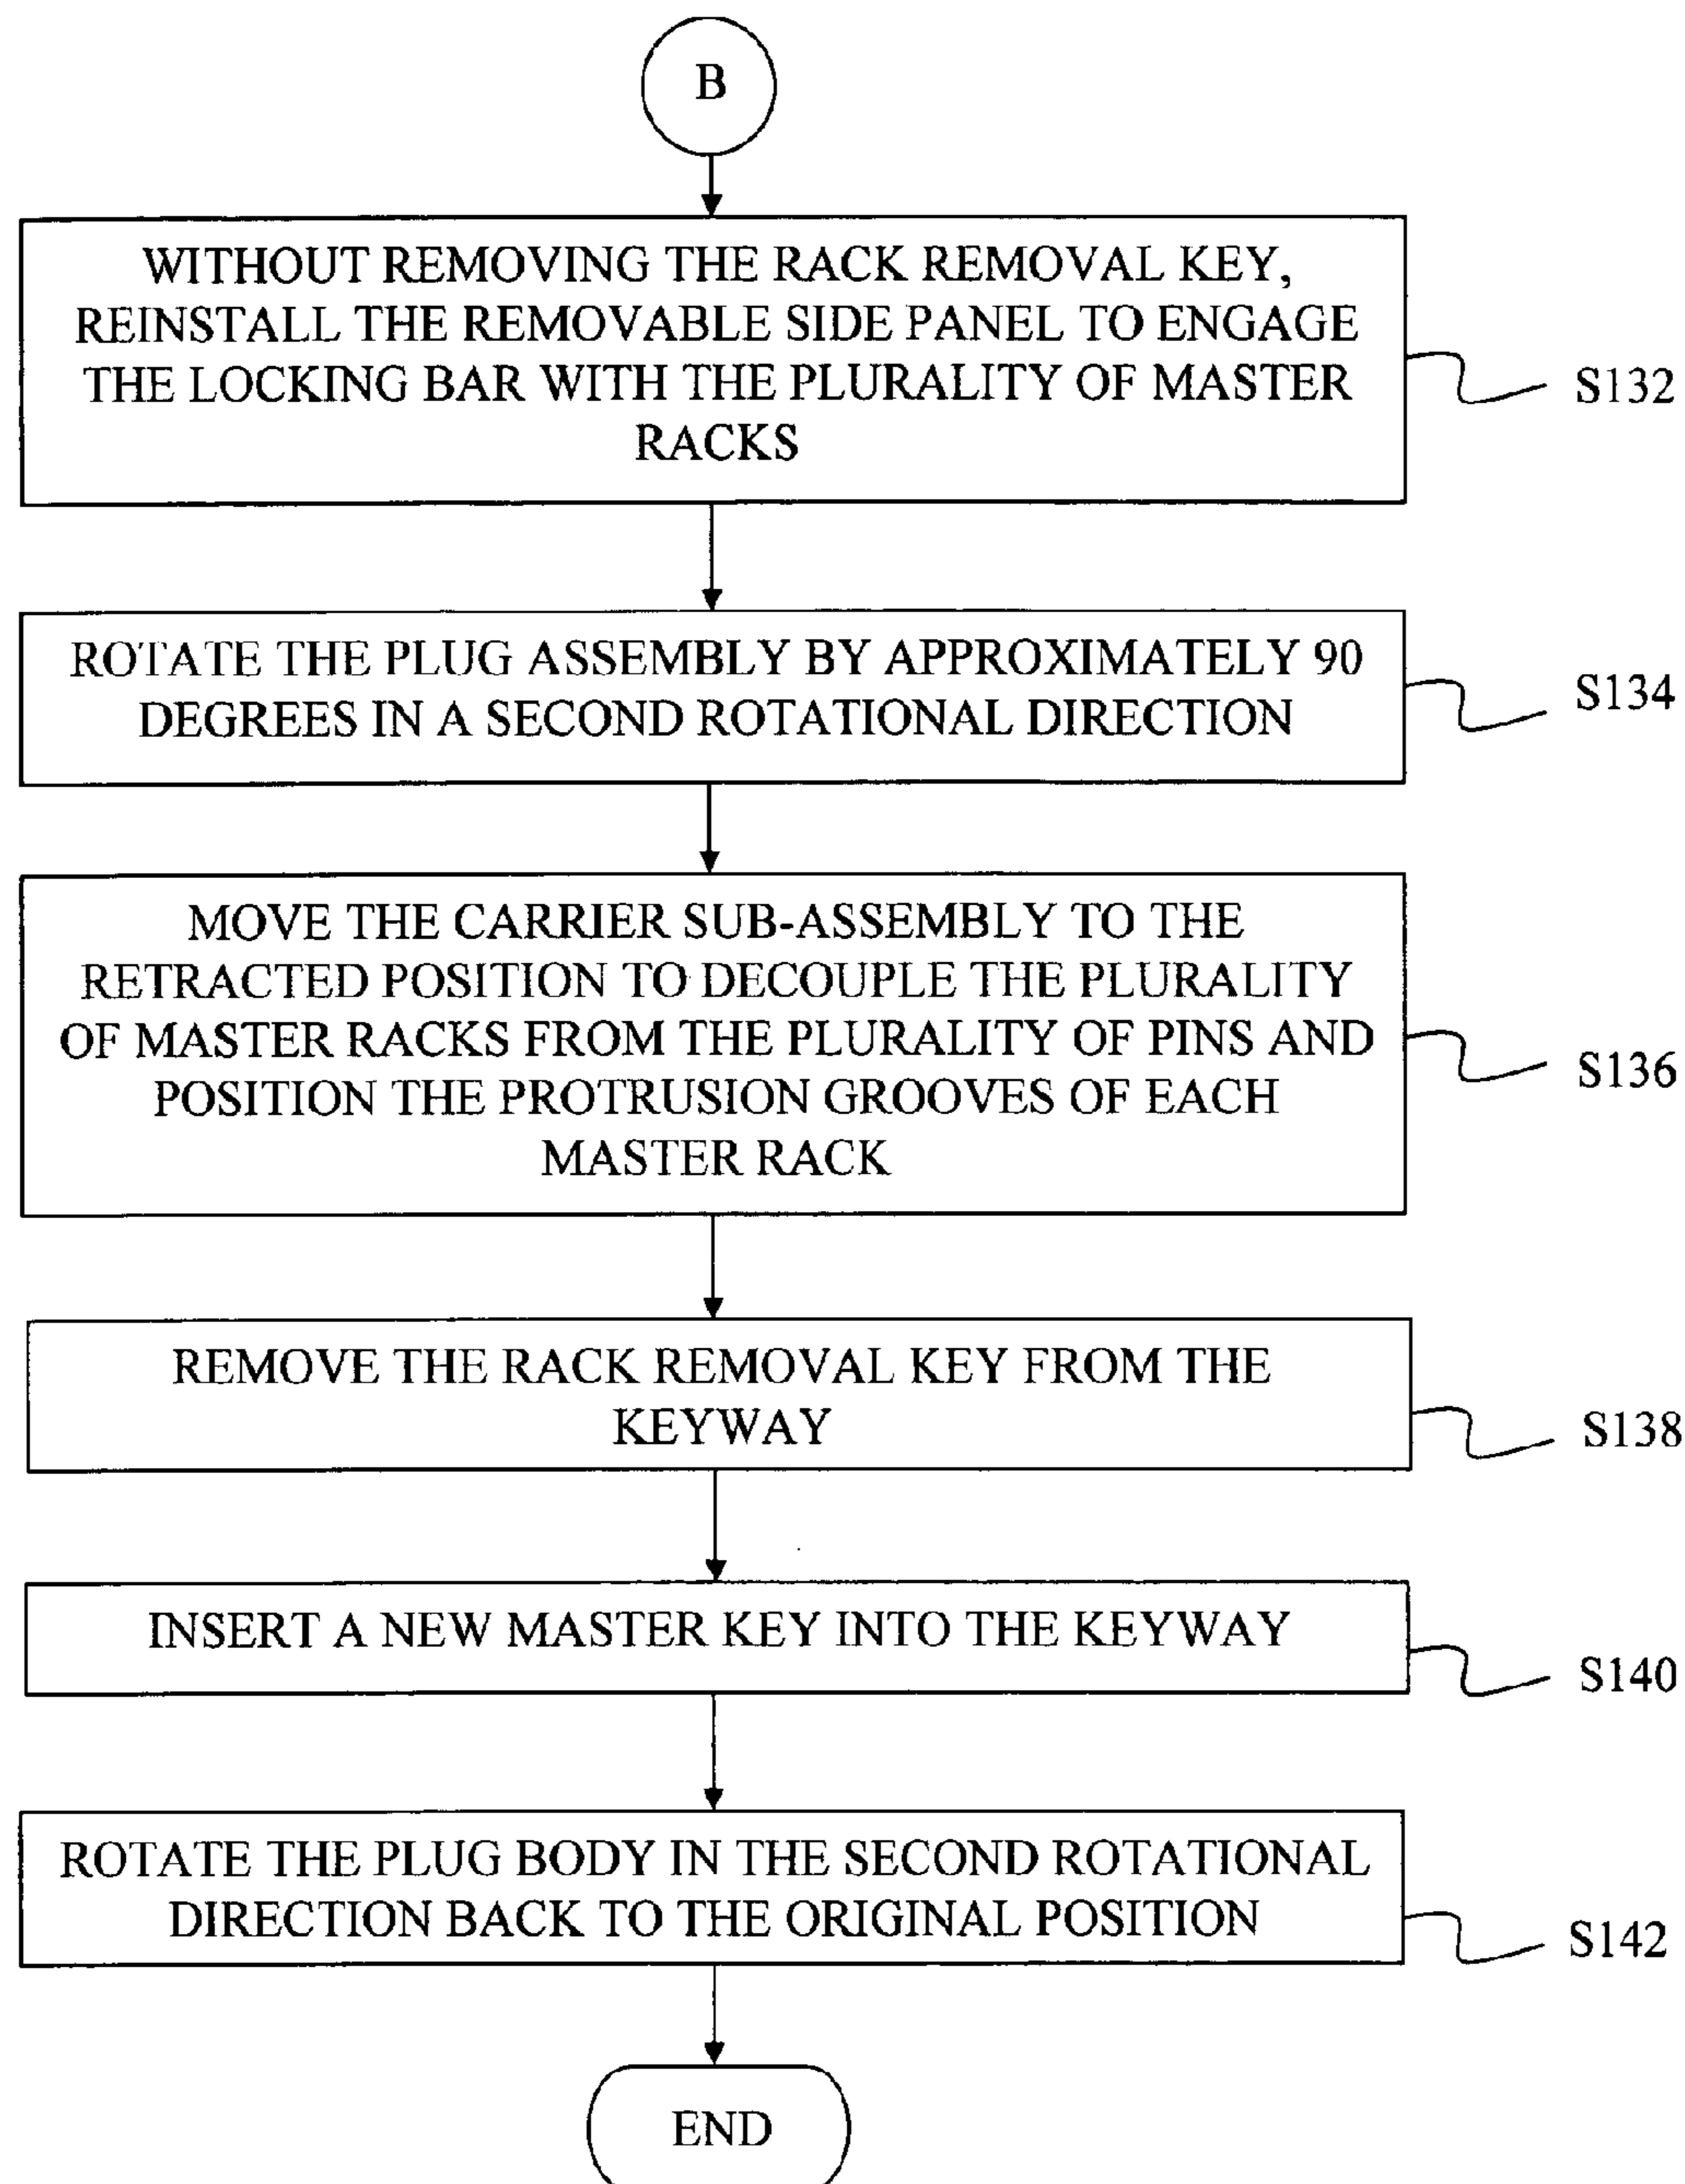 B
WITHOUT REMOVING THE RACK REMOVAL KEY,
REINSTALL THE REMOVABLE SIDE PANEL TO ENGAGE
THE LOCKING BAR WITH THE PLURALITY OF MASTER
RACKS
S132
ROTATE THE PLUG ASSEMBLY BY APPROXIMATELY 90
DEGREES IN A SECOND ROTATIONAL DIRECTION
S134
MOVE THE CARRIER SUB-ASSEMBLY TO THE
RETRACTED POSITION TO DECOUPLE THE PLURALITY
OF MASTER RACKS FROM THE PLURALITY OF PINS AND
POSITION THE PROTRUSION GROOVES OF EACH
MASTER RACK
S136
REMOVE THE RACK REMOVAL KEY FROM THE
KEYWAY
S138
INSERT A NEW MASTER KEY INTO THE KEYWAY
S140
ROTATE THE PLUG BODY IN THE SECOND ROTATIONAL
DIRECTION BACK TO THE ORIGINAL POSITION
S142
END